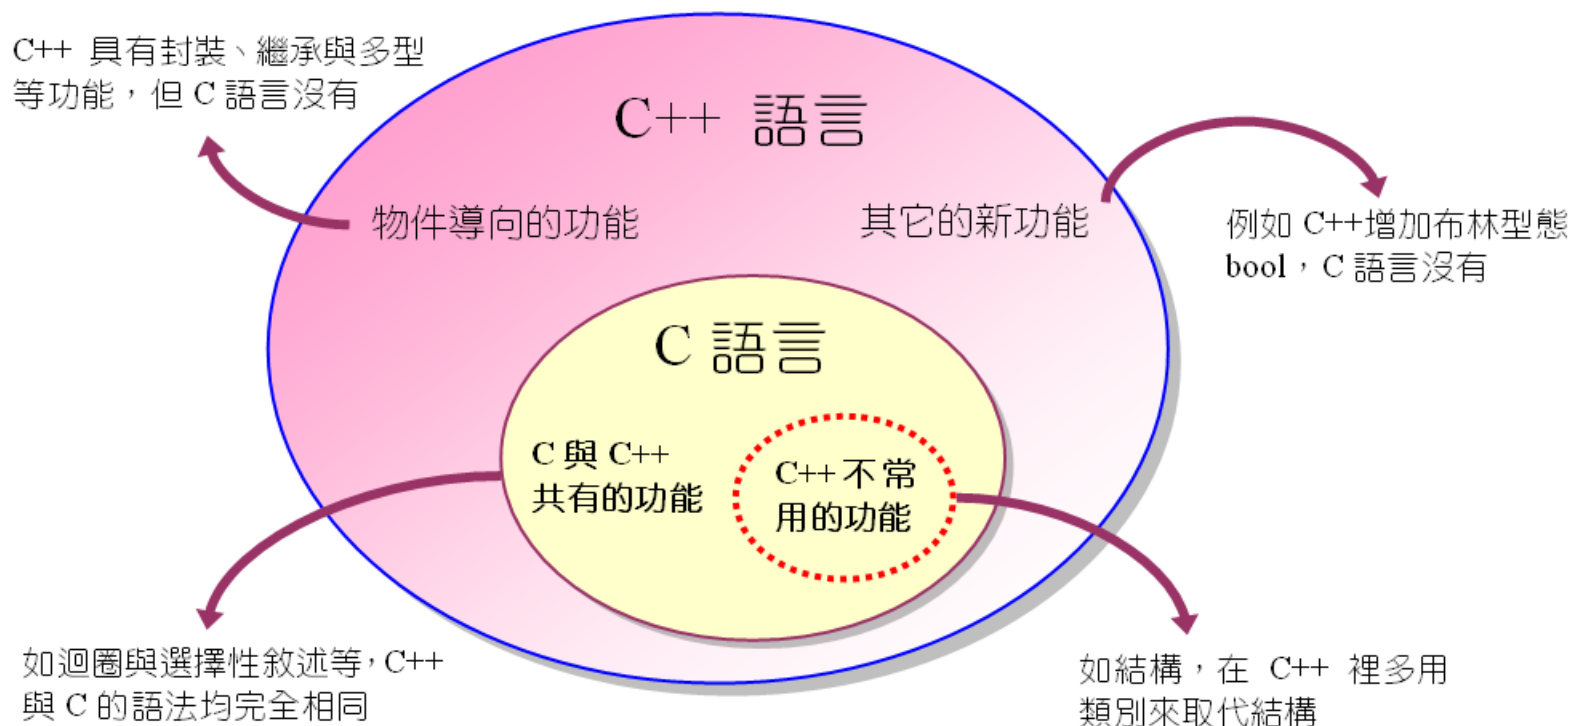 C++ 具有封裝、繼承與多型
等功能，但 C 語言沒有
C++ 語言
物件導向的功能
其它的新功能
例如 C++增加布林型態
bool，C 語言沒有
C 語言
C 與 C++
共有的功能
C++ 不常
用的功能
如迴圈與選擇性敘述等，C++
與 C 的語法均完全相同
如結構，在 C++ 裡多用
類別來取代結構